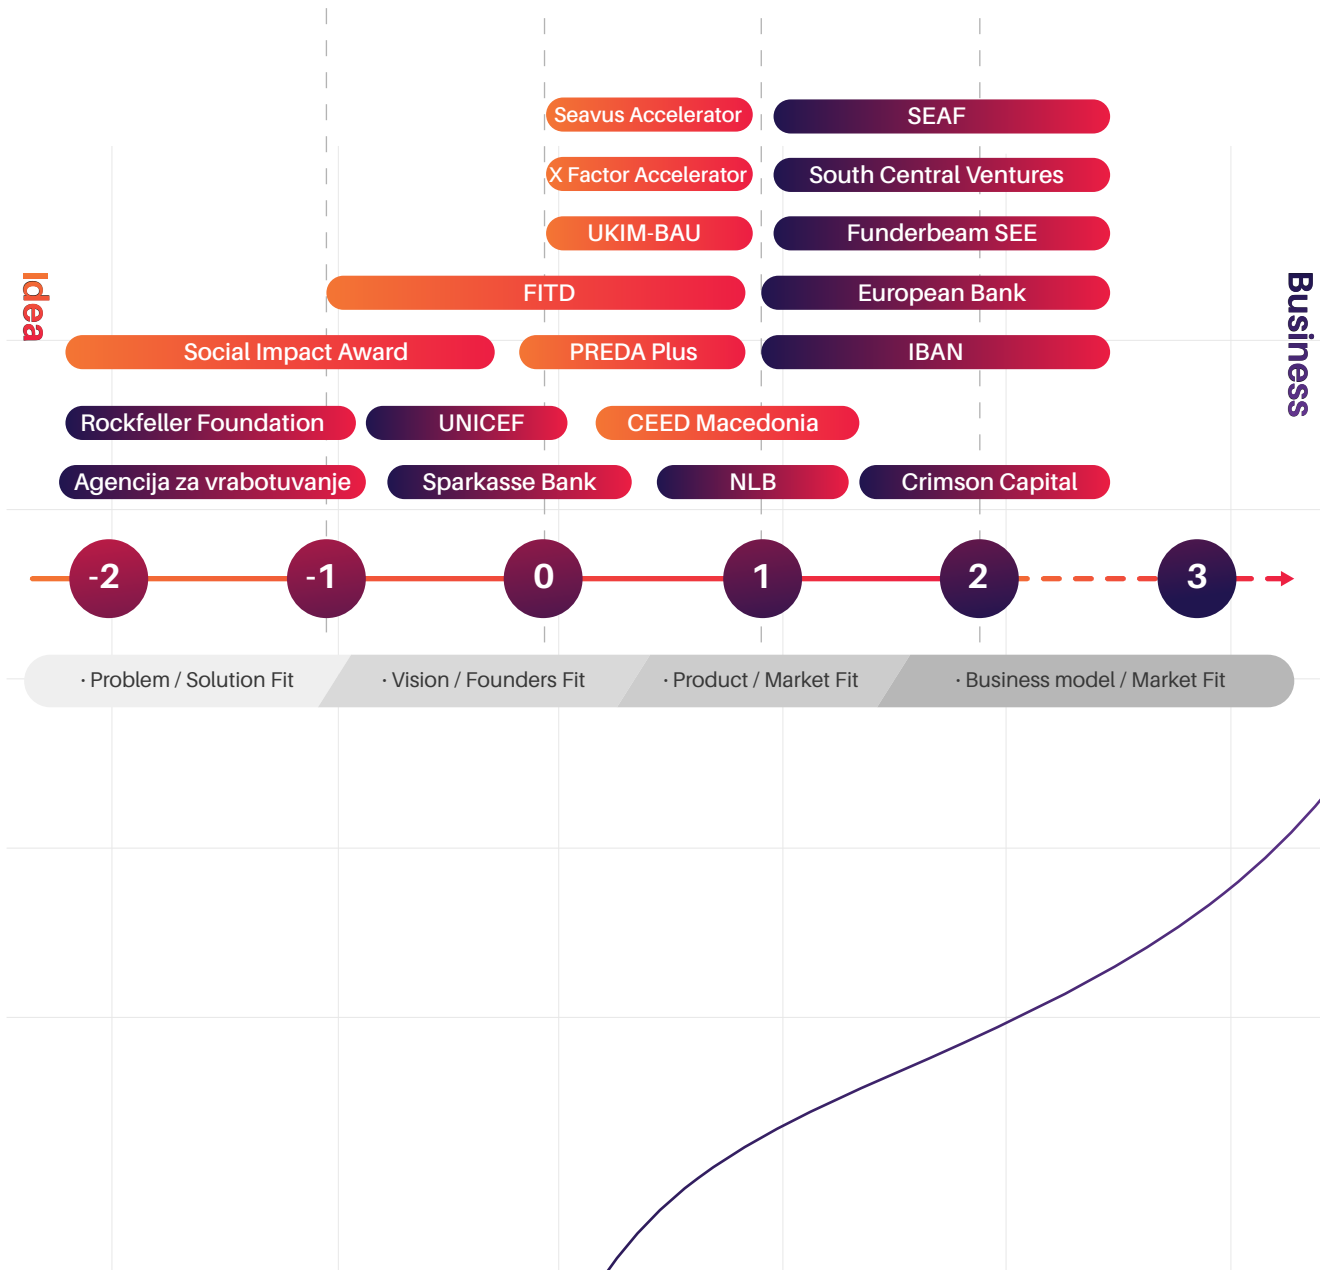 Seavus Accelerator
SEAF
X Factor Accelerator
South Central Ventures
UKIM-BAU
Funderbeam SEE
Idea
FITD
European Bank
Business
Social Impact Award
PREDA Plus
IBAN
Rockfeller Foundation
UNICEF
CEED Macedonia
Agencija za vrabotuvanje
Sparkasse Bank
NLB
Crimson Capital
-2
-1
0
1
2
3
· Problem / Solution Fit
· Vision / Founders Fit
· Product / Market Fit
· Business model / Market Fit